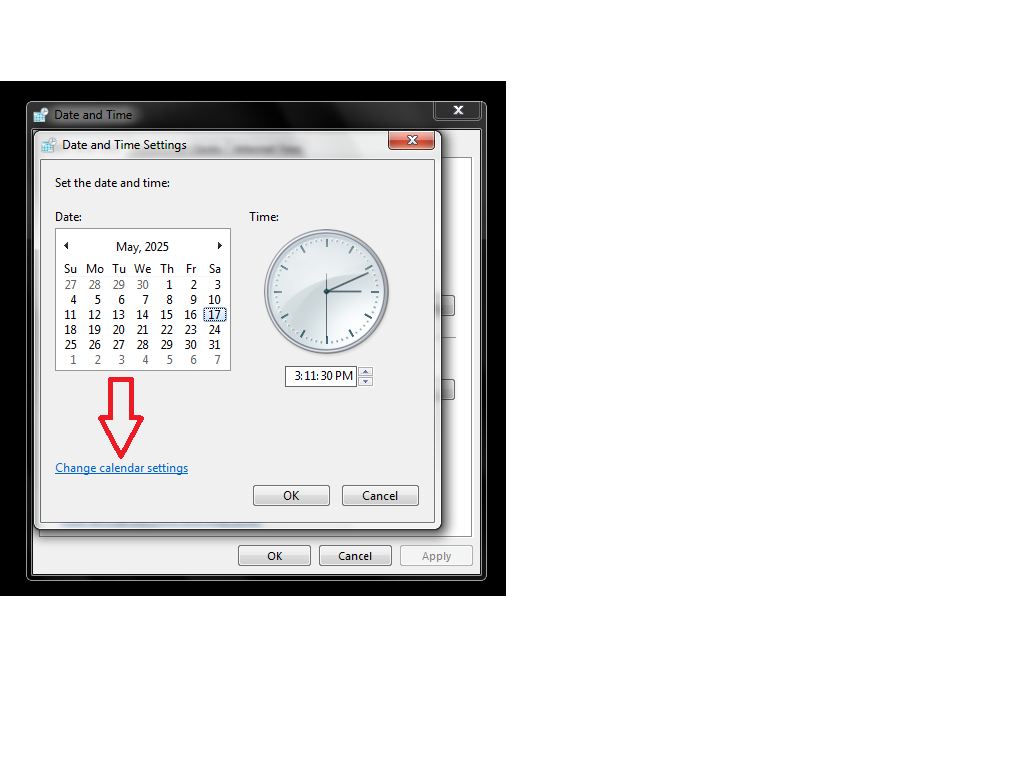 Date and Time
Date and Time Settings
Set the date and time:
Date:
Time:
May, 2025
Su Mo Tu We Th Fr Sa
27 28 29 30 1 2 3
4 5 6 7 8 9 10
11 12 13 14 15 16 17
18 19 20 21 22 23 24
25 26 27 28 29 30 31
1 2 3 4 5 6 7
3:11:30 PM
Change calendar settings
OK Cancel
OK Cancel Apply